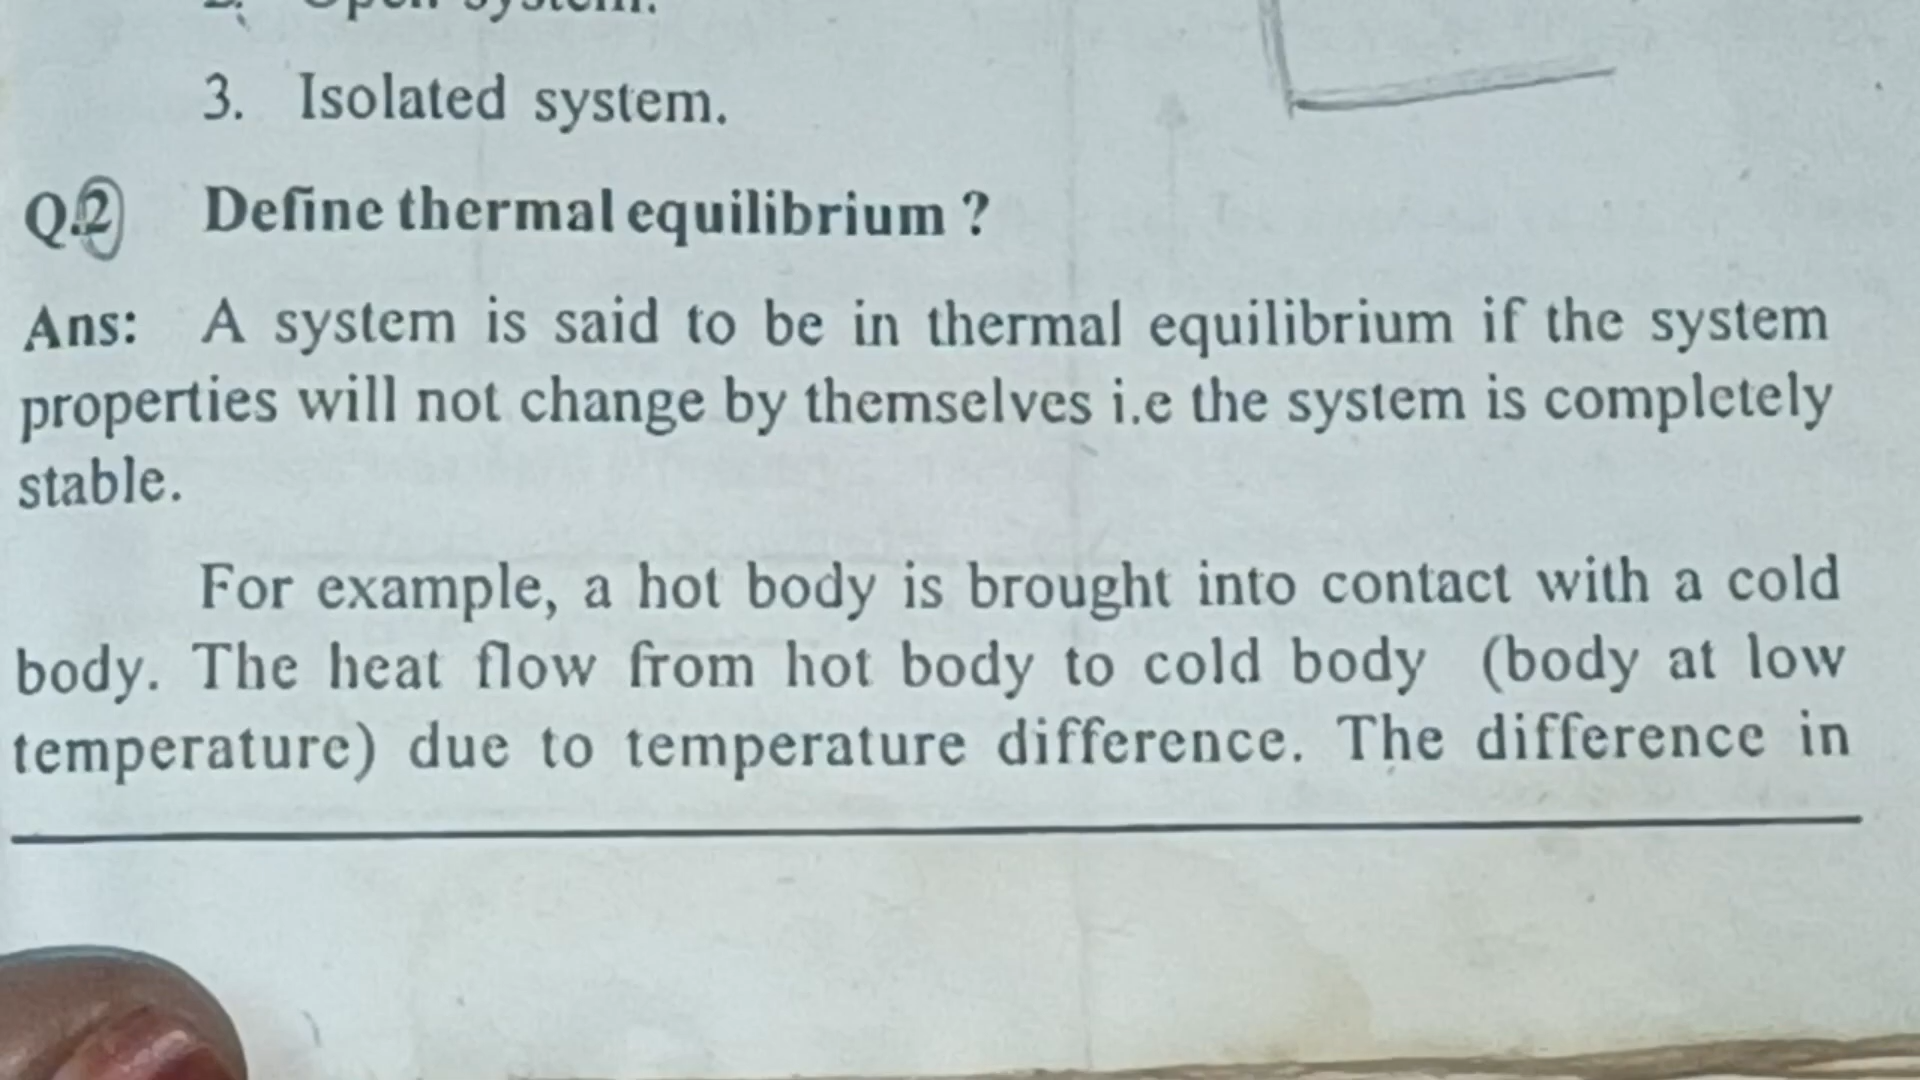 2. Open system.
3. Isolated system.
Q.2 Define thermal equilibrium ?
Ans: A system is said to be in thermal equilibrium if the system
properties will not change by themselves i.e the system is completely
stable.
For example, a hot body is brought into contact with a cold
body. The heat flow from hot body to cold body (body at low
temperature) due to temperature difference. The difference in